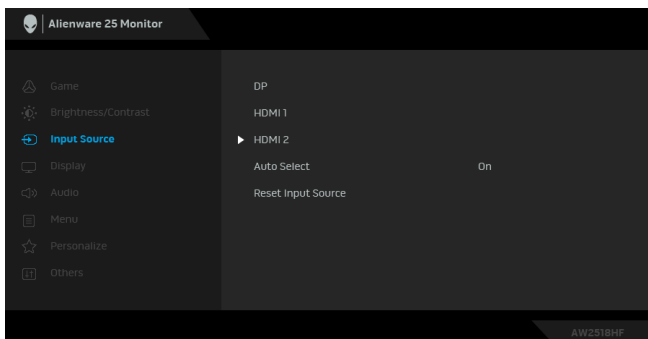 Alienware 25 Monitor
Game
DP
Brightness/Contrast
HDMI 1
Input Source
HDMI 2
Display
Auto Select On
Audio
Reset Input Source
Menu
Personalize
Others
AW2518HF